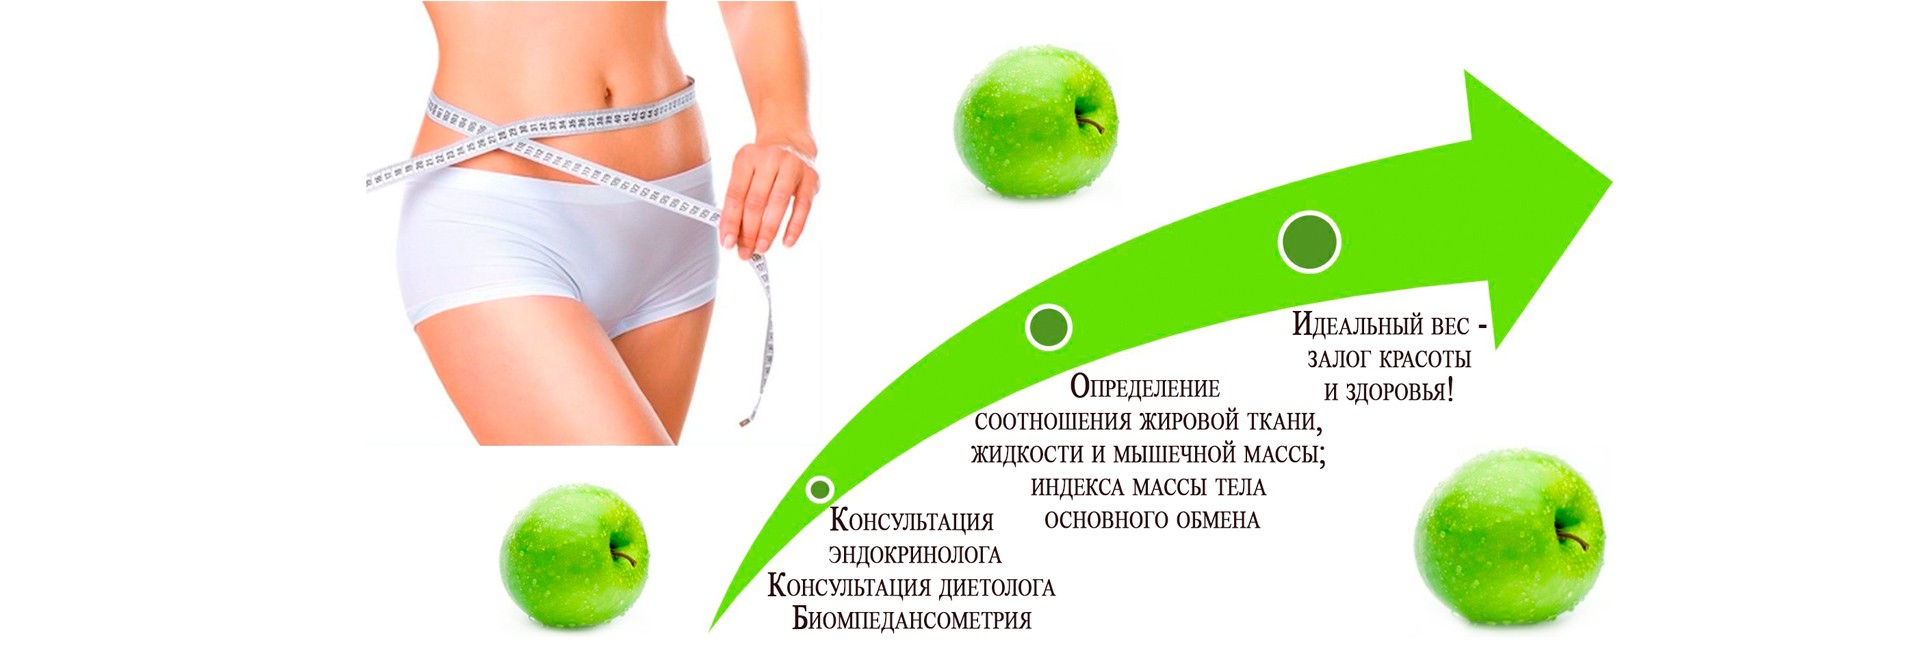 Идеальный вес -
залог красоты
и здоровья!
Определение
соотношения жировой ткани,
жидкости и мышечной массы;
индекса массы тела
основного обмена
Консультация
эндокринолога
Консультация диетолога
Биомпедансометрия